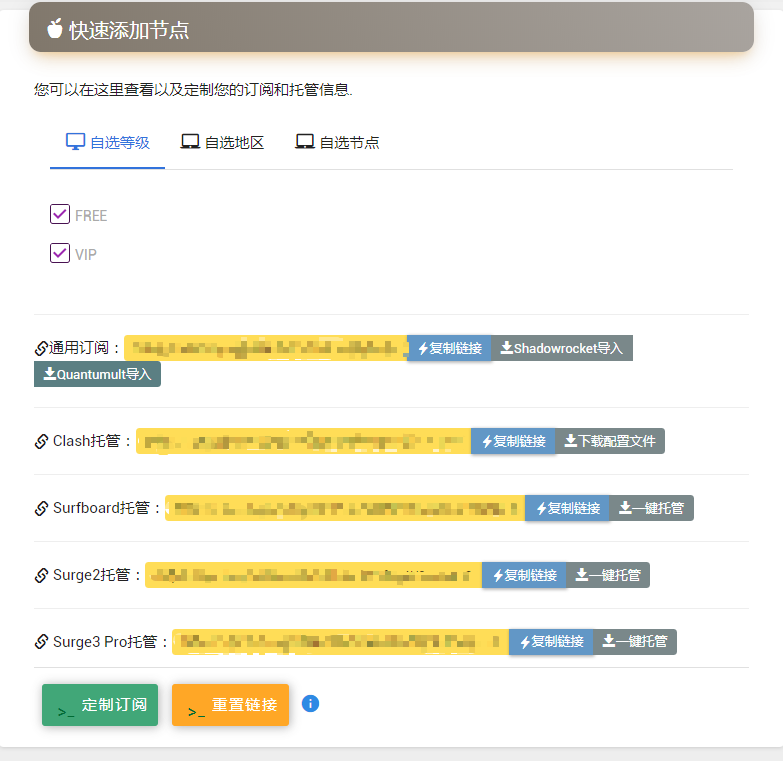 快速添加节点
您可以在这里查看以及定制您的订阅和托管信息.
自选等级 自选地区 自选节点
FREE
VIP
通用订阅： 复制链接 Shadowrocket导入
Quantumult导入
Clash托管： 复制链接 下载配置文件
Surfboard托管： 复制链接 一键托管
Surge2托管： 复制链接 一键托管
Surge3 Pro托管： 复制链接 一键托管
>_ 定制订阅 >_ 重置链接 i